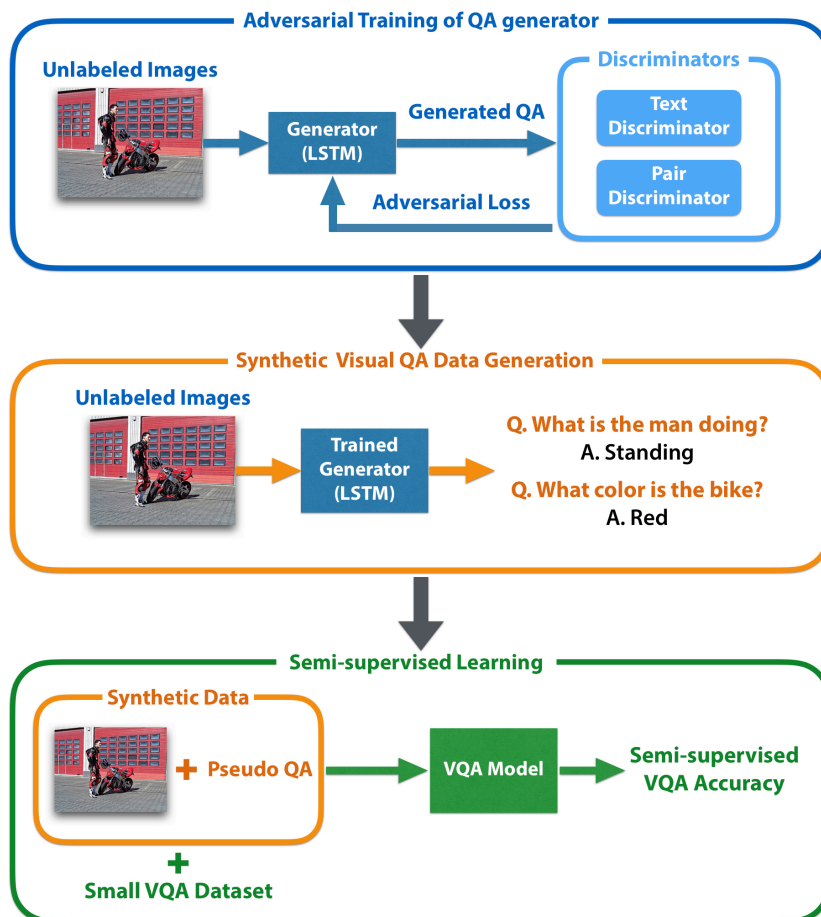 Adversarial Training of QA generator
Unlabeled Images
Discriminators
Generator
(LSTM)
Generated QA
Text
Discriminator
Pair
Discriminator
Adversarial Loss
Synthetic Visual QA Data Generation
Unlabeled Images
Trained
Generator
(LSTM)
Q. What is the man doing?
A. Standing
Q. What color is the bike?
A. Red
Semi-supervised Learning
Synthetic Data
+ Pseudo QA
VQA Model
Semi-supervised
VQA Accuracy
+
Small VQA Dataset